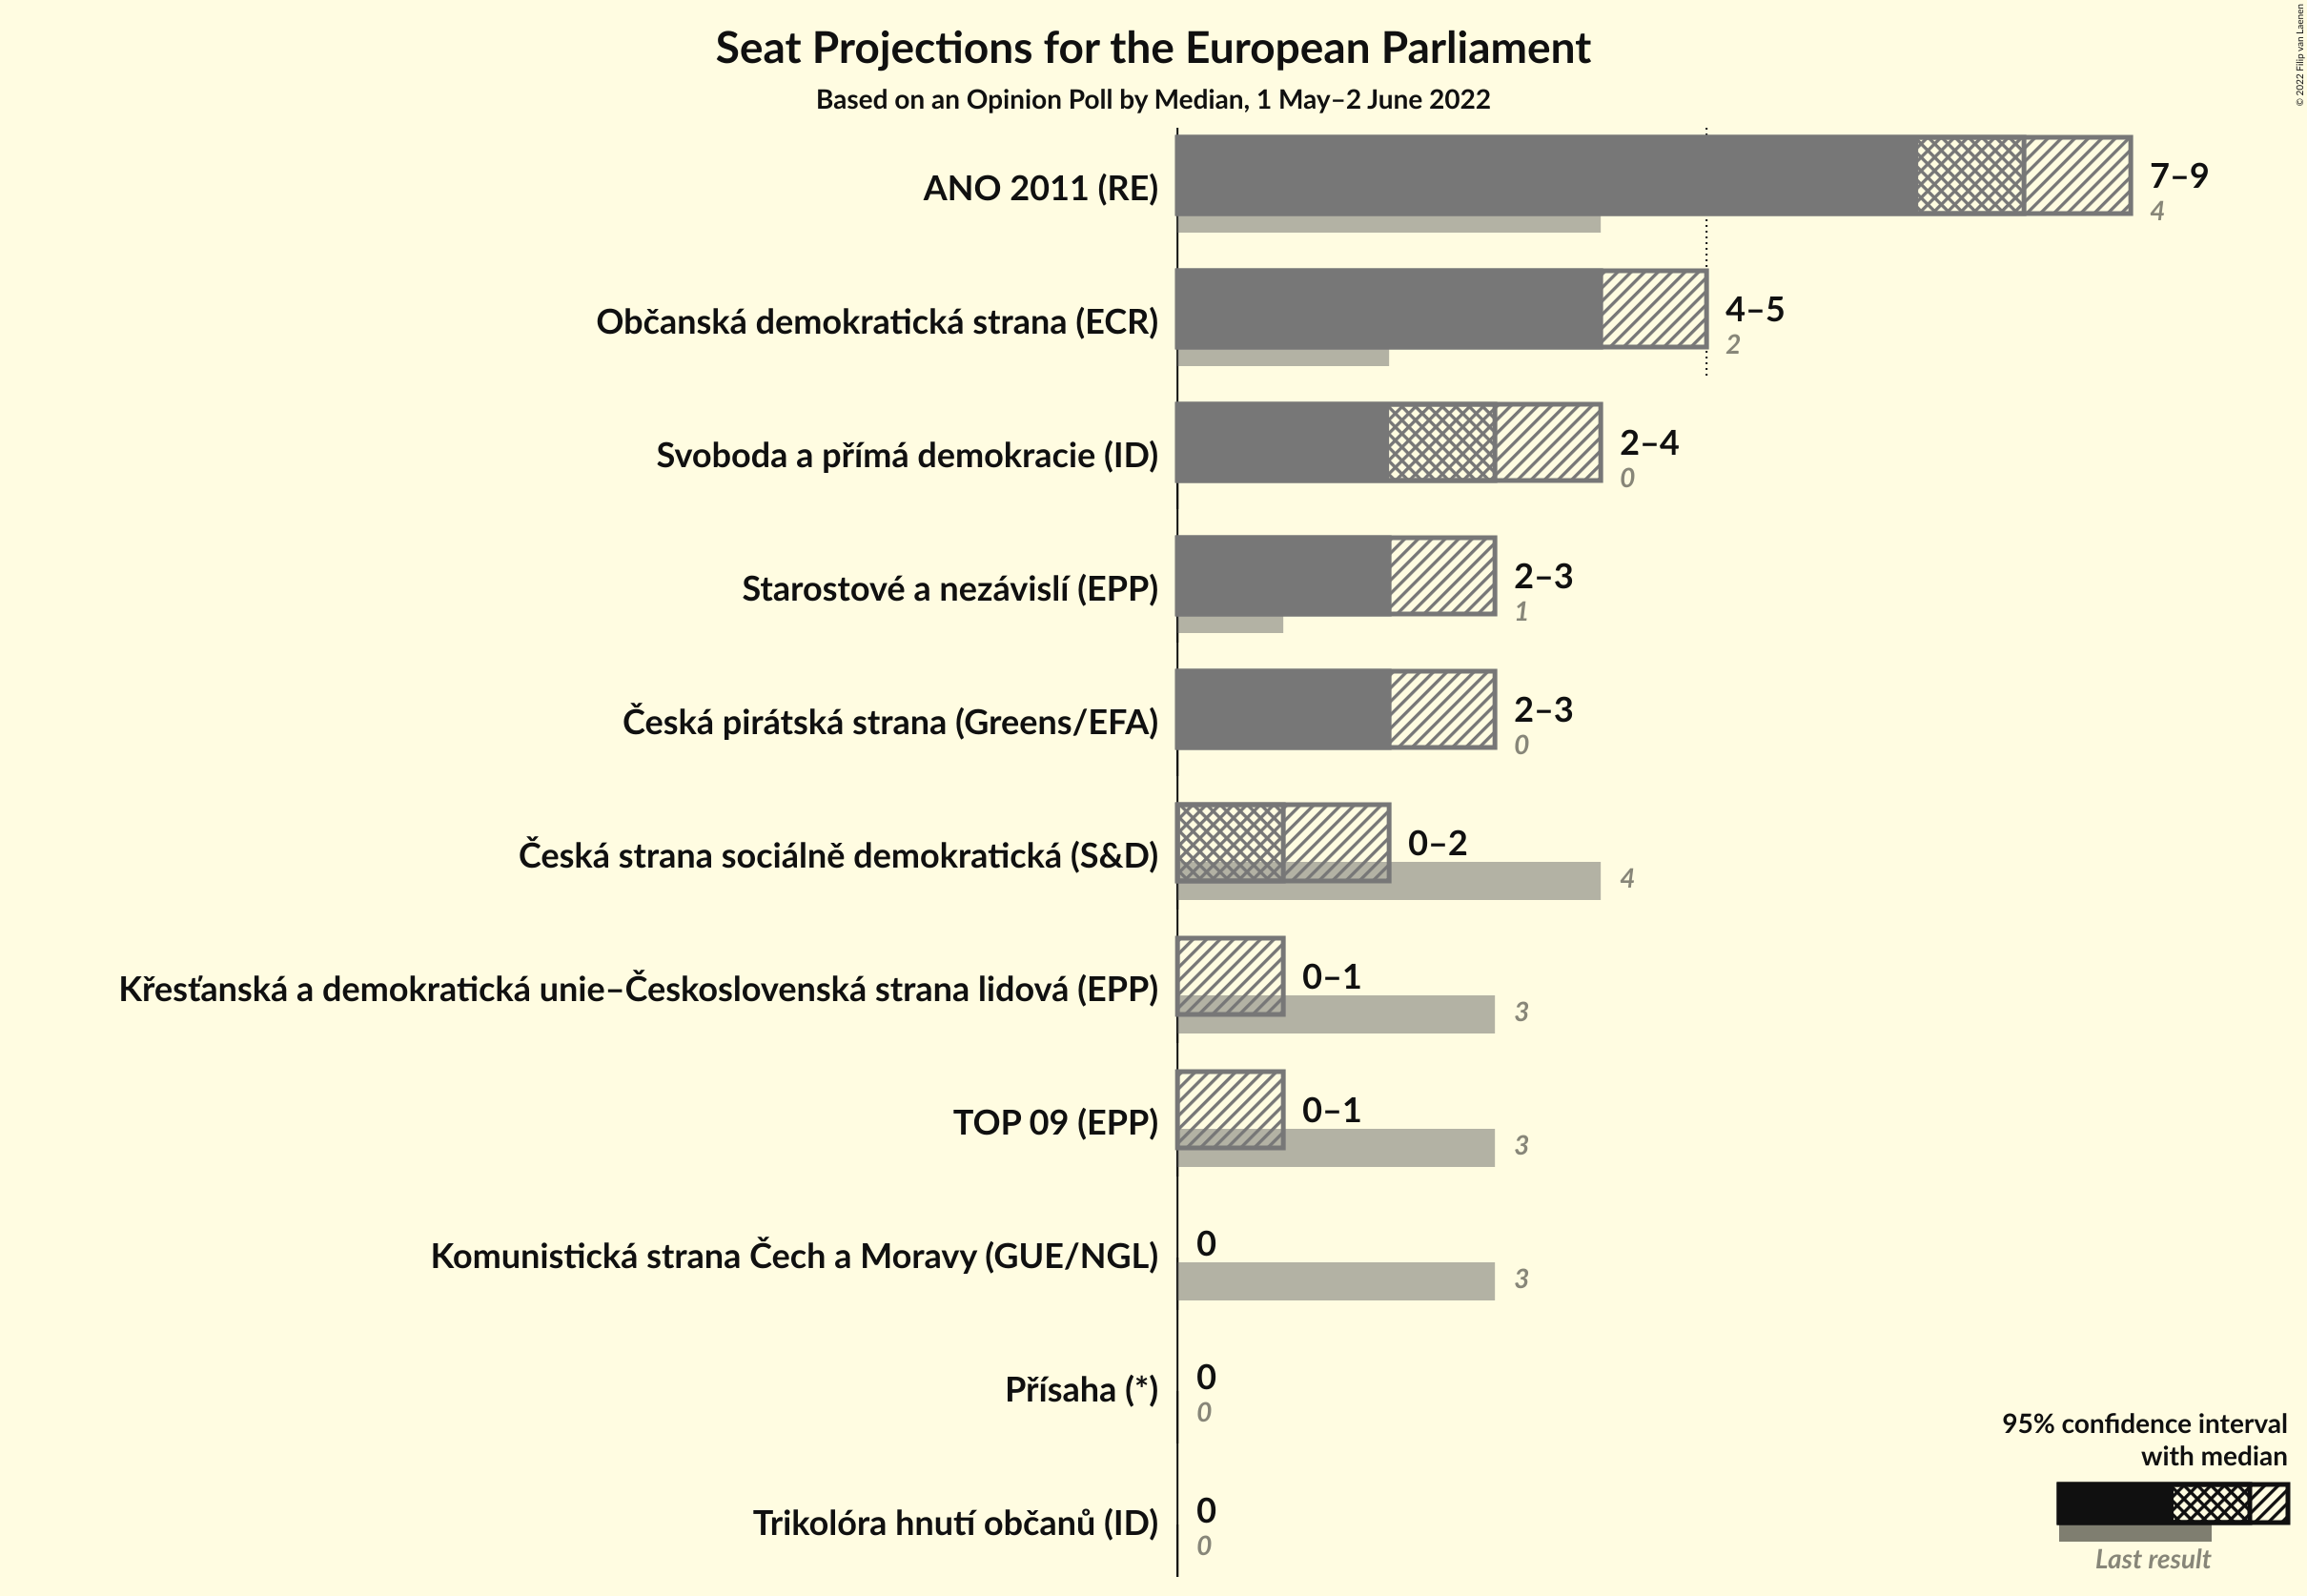 Seat Projections for the European Parliament
Based on an Opinion Poll by Median, 1 May–2 June 2022
© 2022 Filip van Laenen
ANO 2011 (RE)
7–9
4
Občanská demokratická strana (ECR)
4–5
2
Svoboda a přímá demokracie (ID)
2–4
0
Starostové a nezávislí (EPP)
2–3
1
Česká pirátská strana (Greens/EFA)
2–3
0
Česká strana sociálně demokratická (S&D)
0–2
4
Křesťanská a demokratická unie–Československá strana lidová (EPP)
0–1
3
TOP 09 (EPP)
0–1
3
Komunistická strana Čech a Moravy (GUE/NGL)
0
3
Přísaha (*)
0
0
Trikolóra hnutí občanů (ID)
0
0
95% confidence interval
with median
Last result